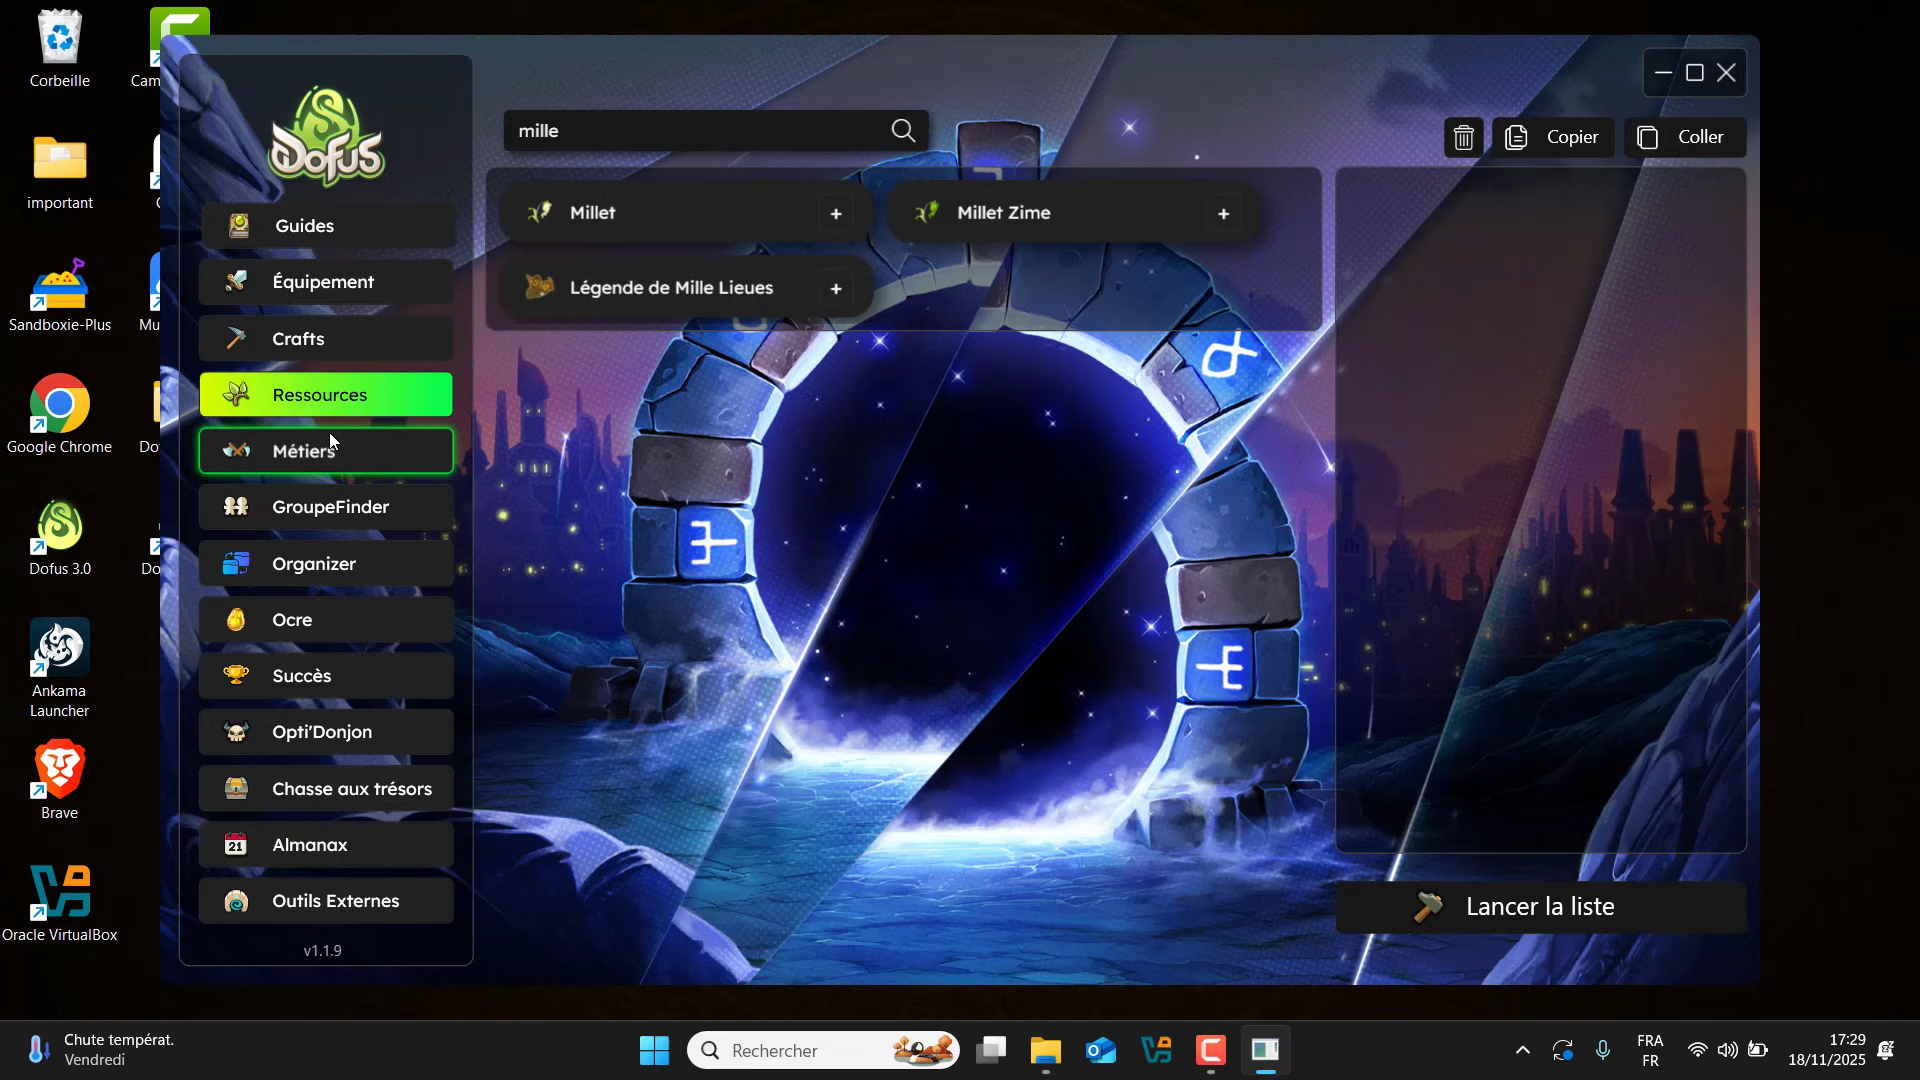 Corbeille
Cam
important
Sandboxie-Plus
Mu
Google Chrome
Do
Dofus 3.0
Do
Ankama
Launcher
Brave
Oracle VirtualBox
DOFUS
Guides
Équipement
Crafts
Ressources
Métiers
GroupeFinder
Organizer
Ocre
Succès
Opti'Donjon
Chasse aux trésors
21
Almanax
Outils Externes
v1.1.9
mille
Copier
Coller
Millet
+
Millet Zime
+
Légende de Mille Lieues
+
Lancer la liste
Chute températ.
Vendredi
Rechercher
FRA
FR
17:29
18/11/2025